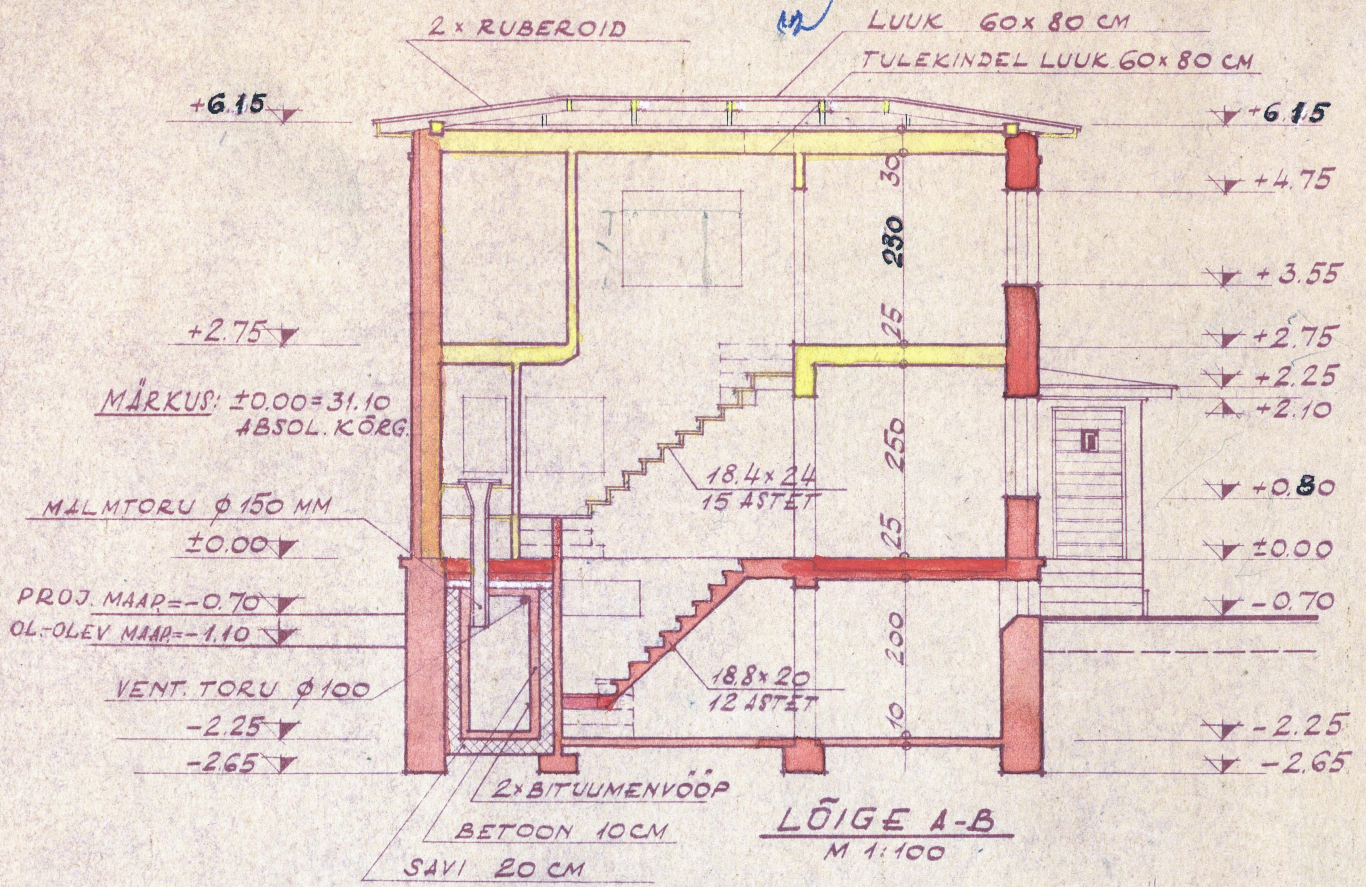 2 × RUBEROID
LUUK 60 × 80 CM
TULEKINDEL LUUK 60 × 80 CM
+6.15
+6.15
+4.75
30
230
+3.55
25
+2.75
+2.75
+2.25
+2.10
MÄRKUS: ±0.00=31.10
ABSOL. KÕRG.
250
18.4 × 24
15 ASTET
+0.80
MALMTORU ϕ 150 MM
25
±0.00
±0.00
PROJ. MAAP.=-0.70
-0.70
OL-OLEV MAAP.=-1.10
200
VENT. TORU ϕ 100
18.8 × 20
12 ASTET
10
-2.25
-2.25
-2.65
-2.65
2×BITUUMENVÖÖP
BETOON 10CM
SAVI 20 CM
LÕIGE A-B
M 1:100